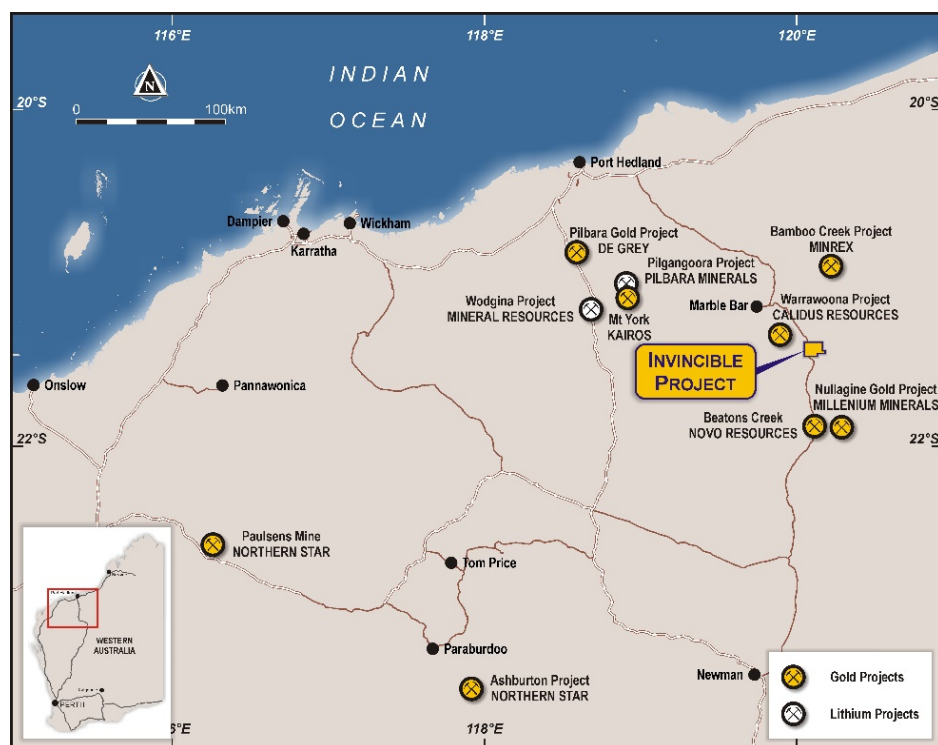 116°E
118°E
120°E
N
INDIAN
OCEAN
0
100km
20°S
20°S
Port Hedland
Dampier
Wickham
Karratha
Pilbara Gold Project
DE GREY
Bamboo Creek Project
MINREX
Pilgangoora Project
PILBARA MINERALS
Wodgina Project
MINERAL RESOURCES
Mt York
KAIROS
Marble Bar
Warrawoona Project
CALIDUS RESOURCES
INVINCIBLE
PROJECT
Onslow
Pannawonica
Nullagine Gold Project
MILLENIUM MINERALS
Beatons Creek
NOVO RESOURCES
22°S
22°S
Paulsens Mine
NORTHERN STAR
Tom Price
Paraburdoo
Newman
Ashburton Project
NORTHERN STAR
WESTERN
AUSTRALIA
PERTH
Gold Projects
Lithium Projects
6°E
118°E
120°E